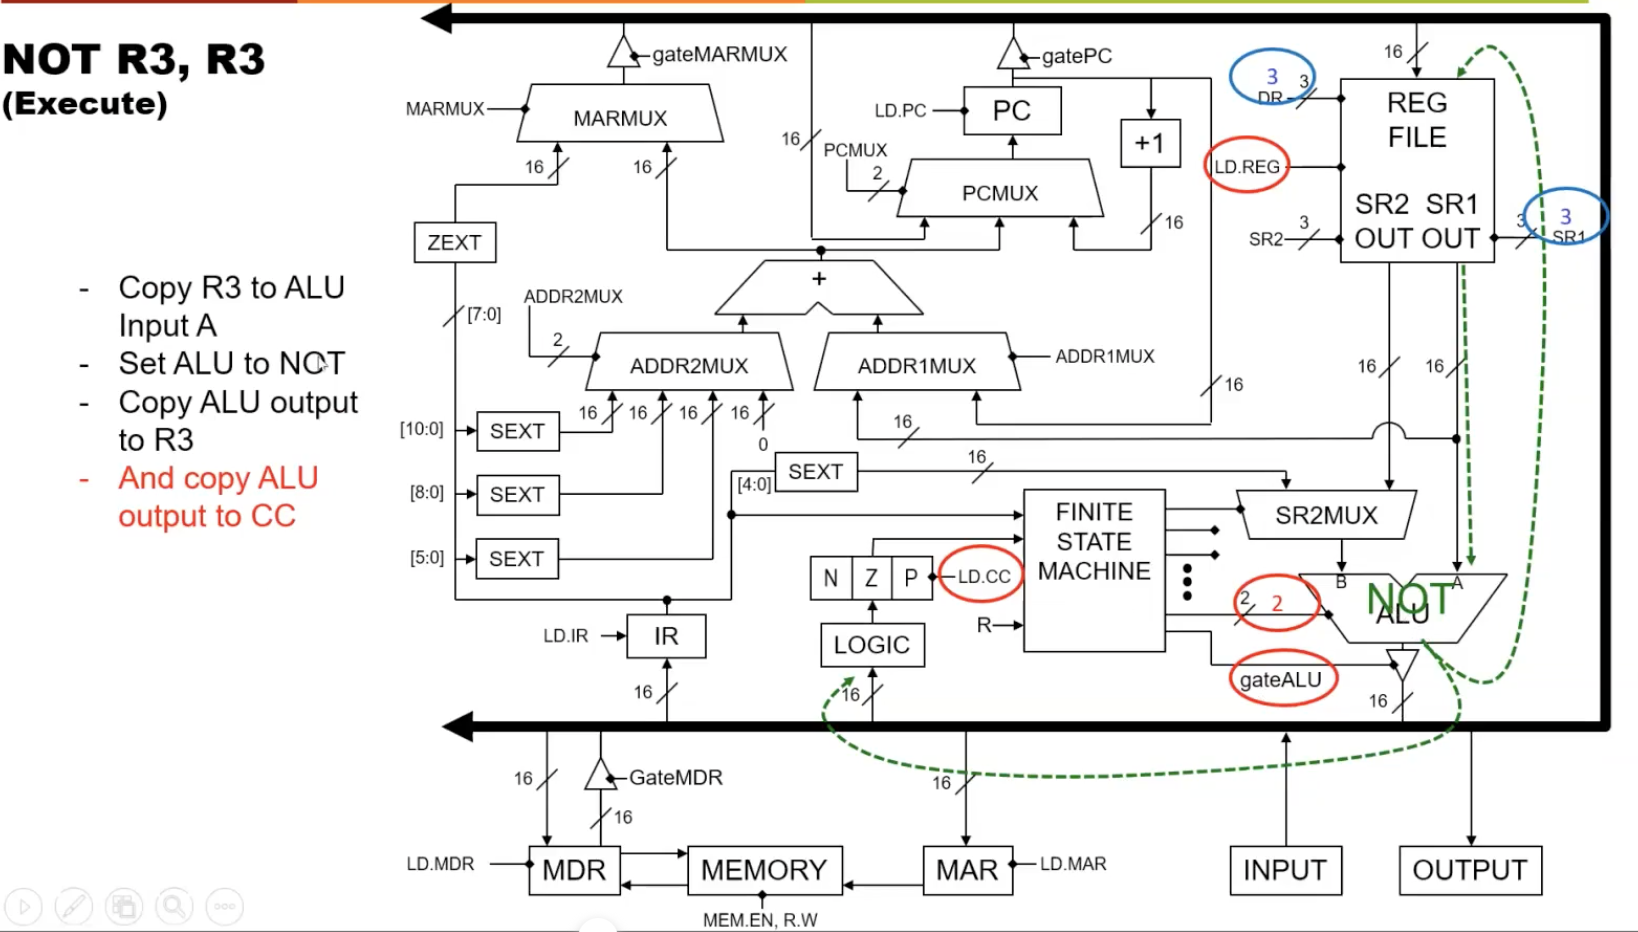 NOT R3, R3
(Execute)
- Copy R3 to ALU
Input A
- Set ALU to NOT
- Copy ALU output
to R3
- And copy ALU
output to CC
gateMARMUX
gatePC
16
3
3
DR
REG
FILE
MARMUX
MARMUX
LD.PC
PC
+1
16
PCMUX
2
PCMUX
16
16
LD.REG
16
ZEXT
SR2 SR1
OUT OUT
3
SR2
3
3
SR1
+
[7:0]
ADDR2MUX
2
ADDR2MUX
ADDR1MUX
ADDR1MUX
16
16
16
16
16
16
16
0
16
[10:0]
SEXT
[4:0]
SEXT
16
[8:0]
SEXT
[5:0]
SEXT
FINITE
STATE
MACHINE
SR2MUX
N Z P
LD.CC
B
A
NOT
ALU
2
2
R
LD.IR
IR
LOGIC
gateALU
16
16
16
16
GateMDR
16
16
LD.MDR
MDR
MEMORY
MAR
LD.MAR
INPUT
OUTPUT
MEM.EN, R.W